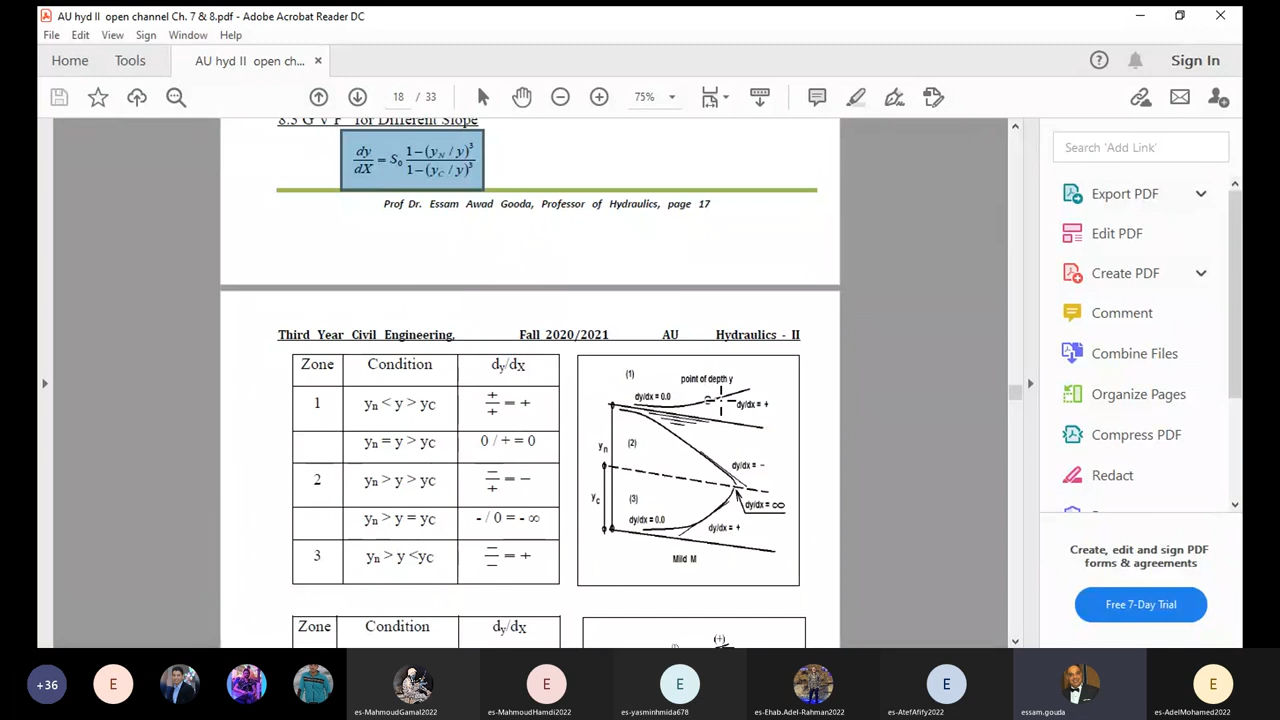 AU hyd II open channel Ch. 7 & 8.pdf - Adobe Acrobat Reader DC
File Edit View Sign Window Help
Home Tools AU hyd II open ch... × Sign In
18 / 33 75%
8.3 G V F for Different Slope
dy/dX = S₀ 1−(y_N / y)³ / 1−(y_C / y)³
Prof Dr. Essam Awad Gooda, Professor of Hydraulics, page 17
Third Year Civil Engineering, Fall 2020/2021 AU Hydraulics - II
Zone Condition dy/dX
1 yn < y > yC + / + = +
yn = y > yC 0 / + = 0
2 yn > y > yC − / + = −
yn > y = yC - / 0 = - ∞
3 yn > y <yC − / − = +
(1)
point of depth y
dy/dx = 0.0
dy/dx = +
yn
(2)
dy/dx = −
yc
(3)
dy/dx = ∞
dy/dx = 0.0
dy/dx = +
Mild M
Zone Condition dy/dX
(+)
Search 'Add Link'
Export PDF
Edit PDF
Create PDF
Comment
Combine Files
Organize Pages
Compress PDF
Redact
Create, edit and sign PDF
forms & agreements
Free 7-Day Trial
+36 E E E E E
es-MahmoudGamal2022 es-MahmoudHamdi2022 es-yasminhmida678 es-Ehab.Adel-Rahman2022 es-AtefAfify2022 essam.gouda es-AdelMohamed2022